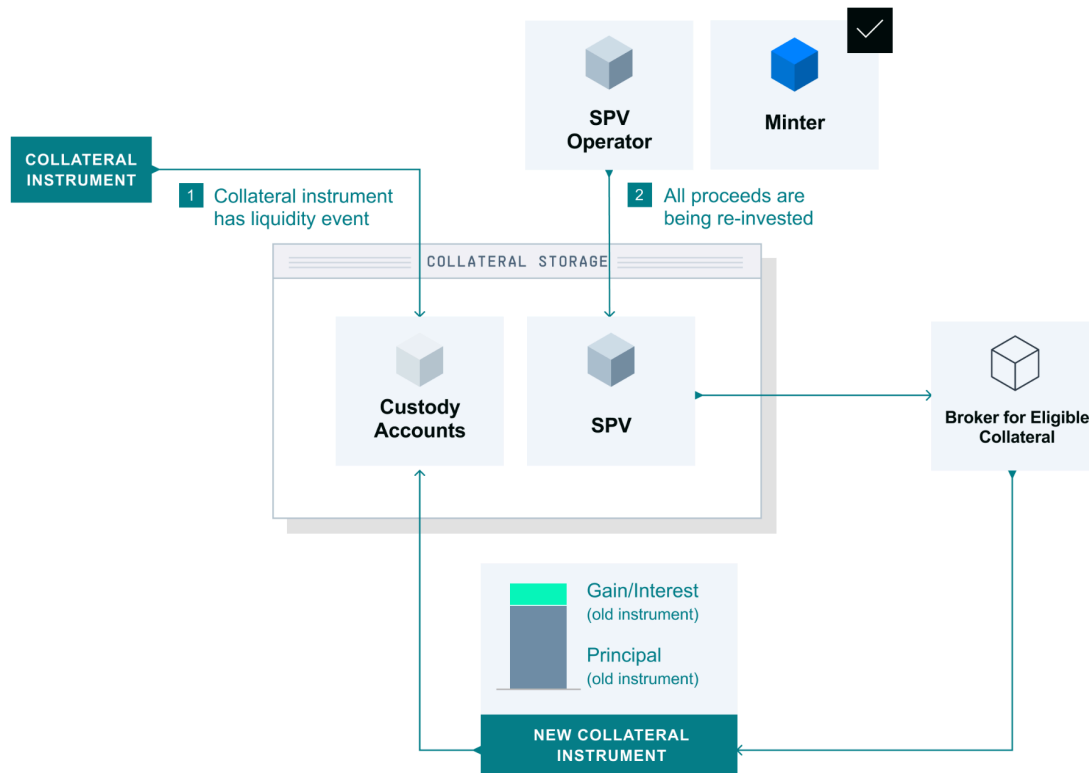 SPV
Operator
Minter
COLLATERAL
INSTRUMENT
1
Collateral instrument
has liquidity event
2
All proceeds are
being re-invested
COLLATERAL STORAGE
Custody
Accounts
SPV
Broker for Eligible
Collateral
Gain/Interest
(old instrument)
Principal
(old instrument)
NEW COLLATERAL
INSTRUMENT